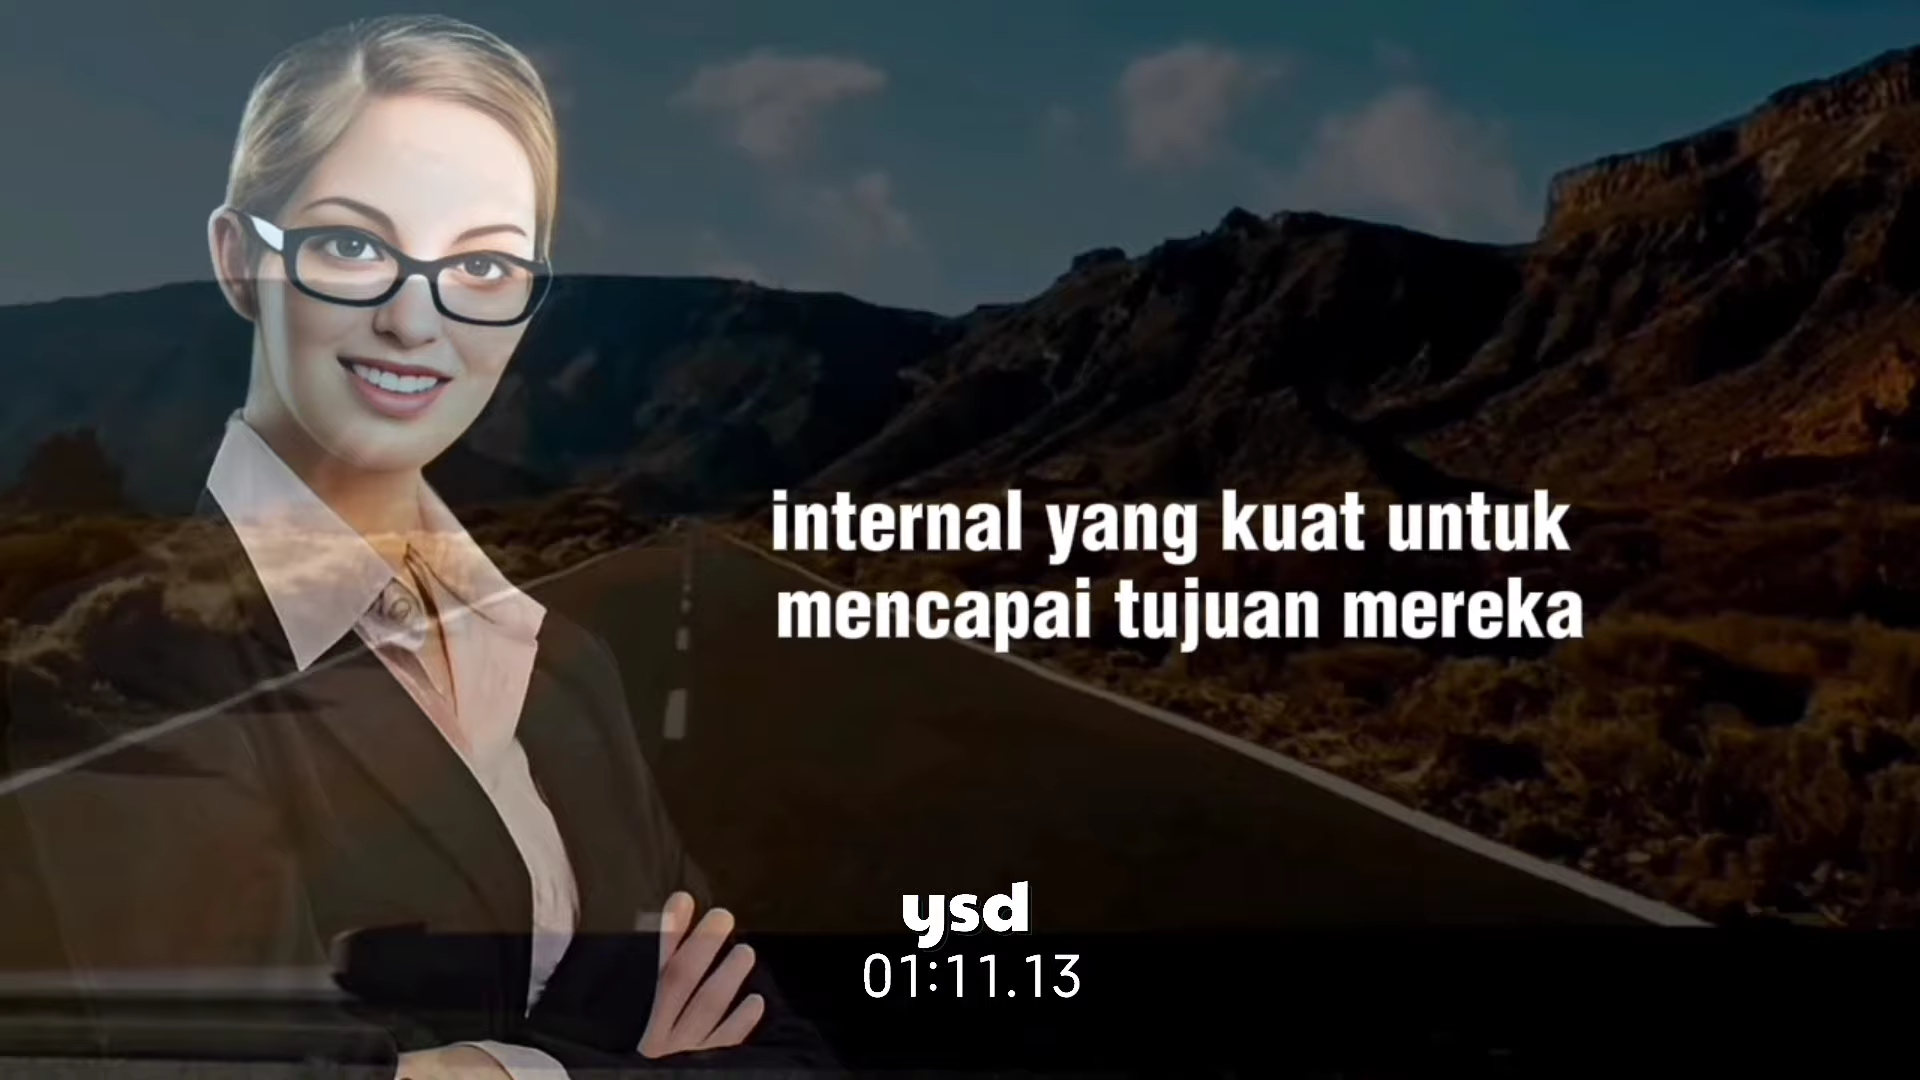 internal yang kuat untuk
mencapai tujuan mereka
ysd
01:11.13